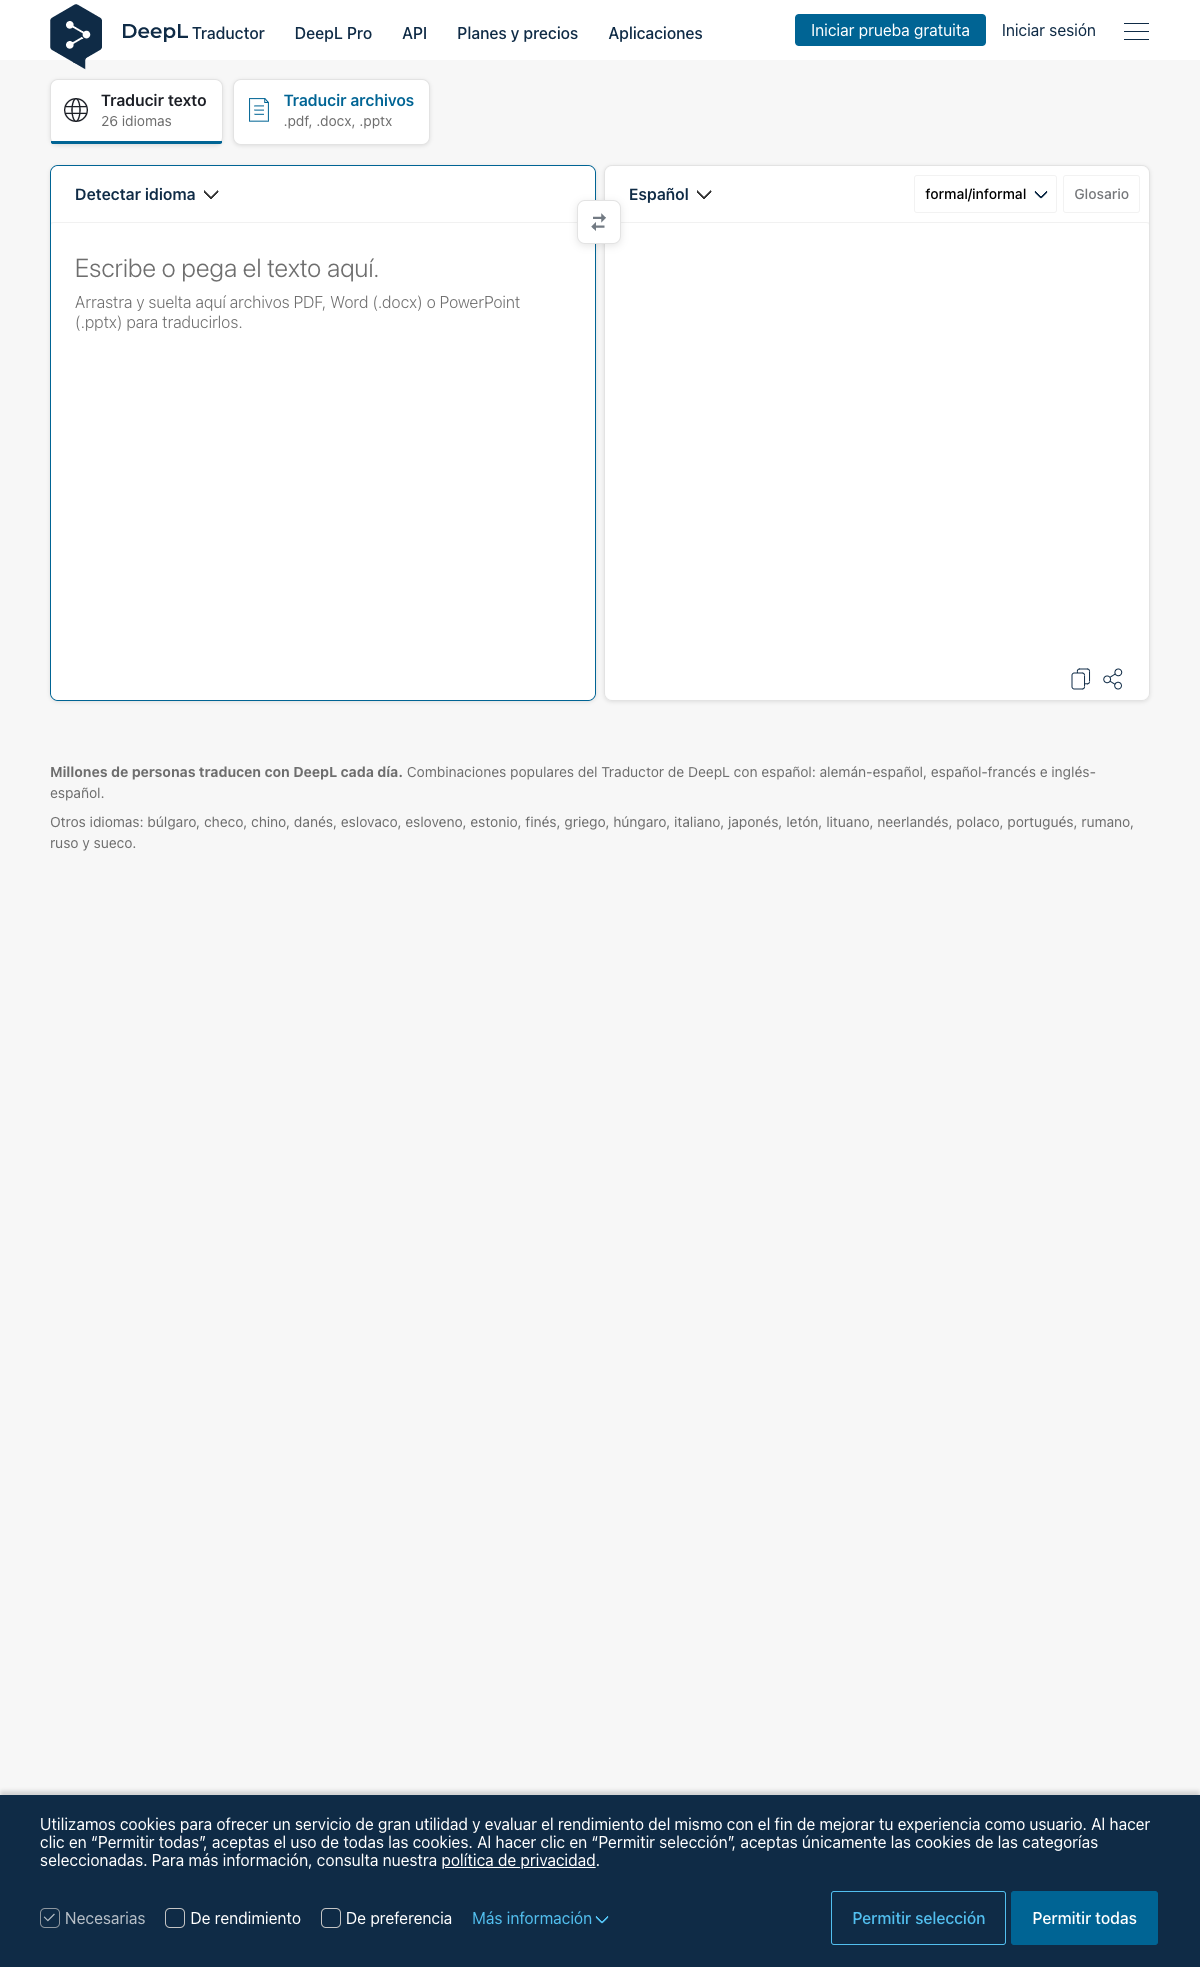 DeepL Traductor DeepL Pro API Planes y precios Aplicaciones Iniciar prueba gratuita Iniciar sesión
Traducir texto
26 idiomas
Traducir archivos
.pdf, .docx, .pptx
Detectar idioma
Español formal/informal Glosario
Escribe o pega el texto aquí.
Arrastra y suelta aquí archivos PDF, Word (.docx) o PowerPoint
(.pptx) para traducirlos.
Millones de personas traducen con DeepL cada día. Combinaciones populares del Traductor de DeepL con español: alemán-español, español-francés e inglés-
español.
Otros idiomas: búlgaro, checo, chino, danés, eslovaco, esloveno, estonio, finés, griego, húngaro, italiano, japonés, letón, lituano, neerlandés, polaco, portugués, rumano,
ruso y sueco.
Utilizamos cookies para ofrecer un servicio de gran utilidad y evaluar el rendimiento del mismo con el fin de mejorar tu experiencia como usuario. Al hacer
clic en “Permitir todas”, aceptas el uso de todas las cookies. Al hacer clic en “Permitir selección”, aceptas únicamente las cookies de las categorías
seleccionadas. Para más información, consulta nuestra política de privacidad.
Necesarias De rendimiento De preferencia Más información Permitir selección Permitir todas